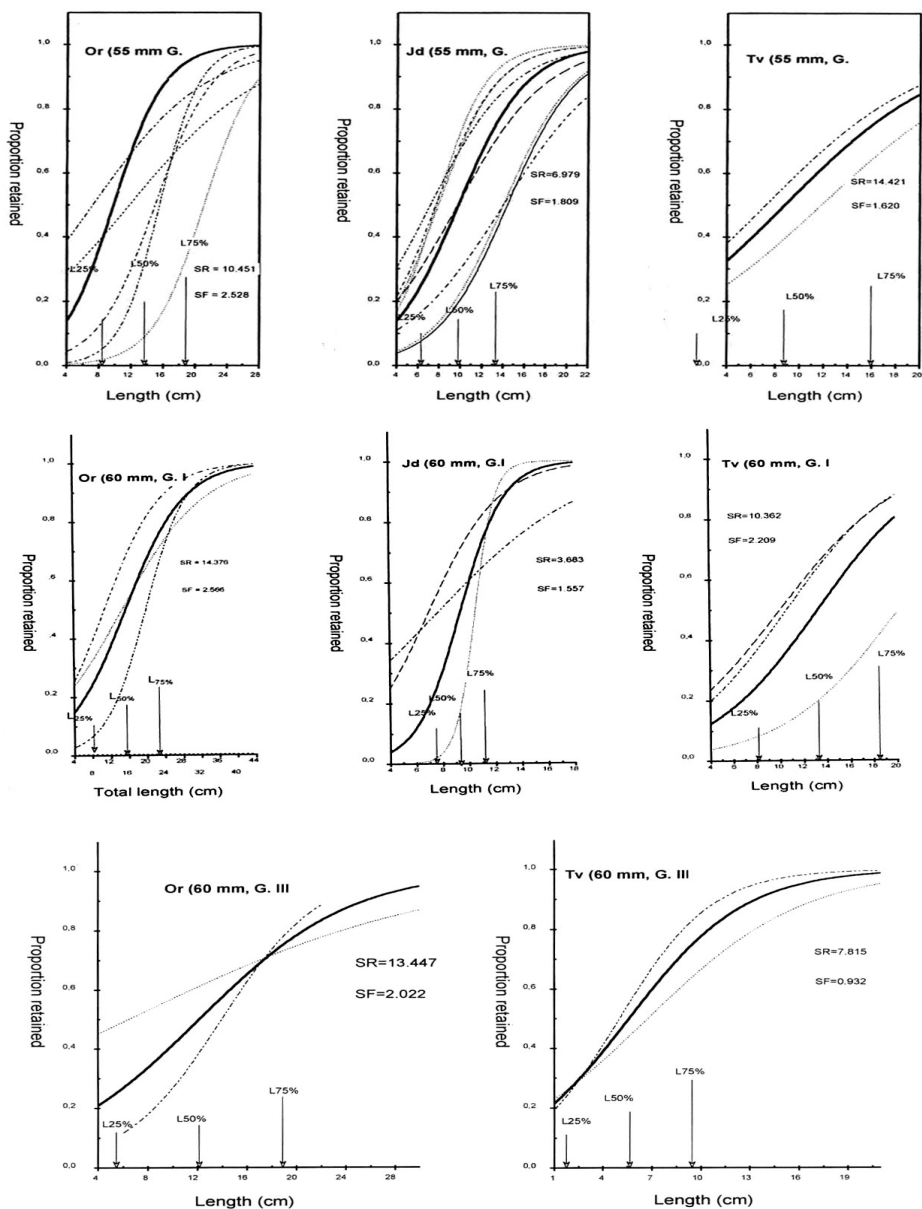 Or (55 mm G.
Proportion retained
1,0
0,8
0,6
0,4
0,2
0,0
L25%
L50%
L75%
SR = 10.451
SF = 2.528
4 8 12 16 20 24 28
Length (cm)
Jd (55 mm, G.
Proportion retained
1,0
0,8
0,6
0,4
0,2
0,0
SR=6.979
SF=1.809
L25%
L50%
L75%
4 6 8 10 12 14 16 18 20 22
Length (cm)
Tv (55 mm, G.
Proportion retained
1,0
0,8
0,6
0,4
0,2
0,0
SR=14.421
SF=1.620
L25%
L50%
L75%
4 6 8 10 12 14 16 18 20
Length (cm)
Or (60 mm, G. I
Proportion retained
1,0
0,8
0,6
0,4
0,2
0,0
SR = 14.376
SF = 2.566
L25%
L50%
L75%
4 8 12 16 20 24 28 32 36 40 44
Total length (cm)
Jd (60 mm, G.I
Proportion retained
1,0
0,8
0,6
0,4
0,2
0,0
SR=3.683
SF=1.557
L25%
L50%
L75%
4 6 8 10 12 14 16 18
Length (cm)
Tv (60 mm, G. I
Proportion retained
1,0
0,8
0,6
0,4
0,2
0,0
SR=10.362
SF=2.209
L25%
L50%
L75%
4 6 8 10 12 14 16 18 20
Length (cm)
Or (60 mm, G. III
Proportion retained
1,0
0,8
0,6
0,4
0,2
0,0
SR=13.447
SF=2.022
L25%
L50%
L75%
4 8 12 16 20 24 28
Length (cm)
Tv (60 mm, G. III
Proportion retained
1,0
0,8
0,6
0,4
0,2
0,0
SR=7.815
SF=0.932
L25%
L50%
L75%
1 4 7 10 13 16 19
Length (cm)